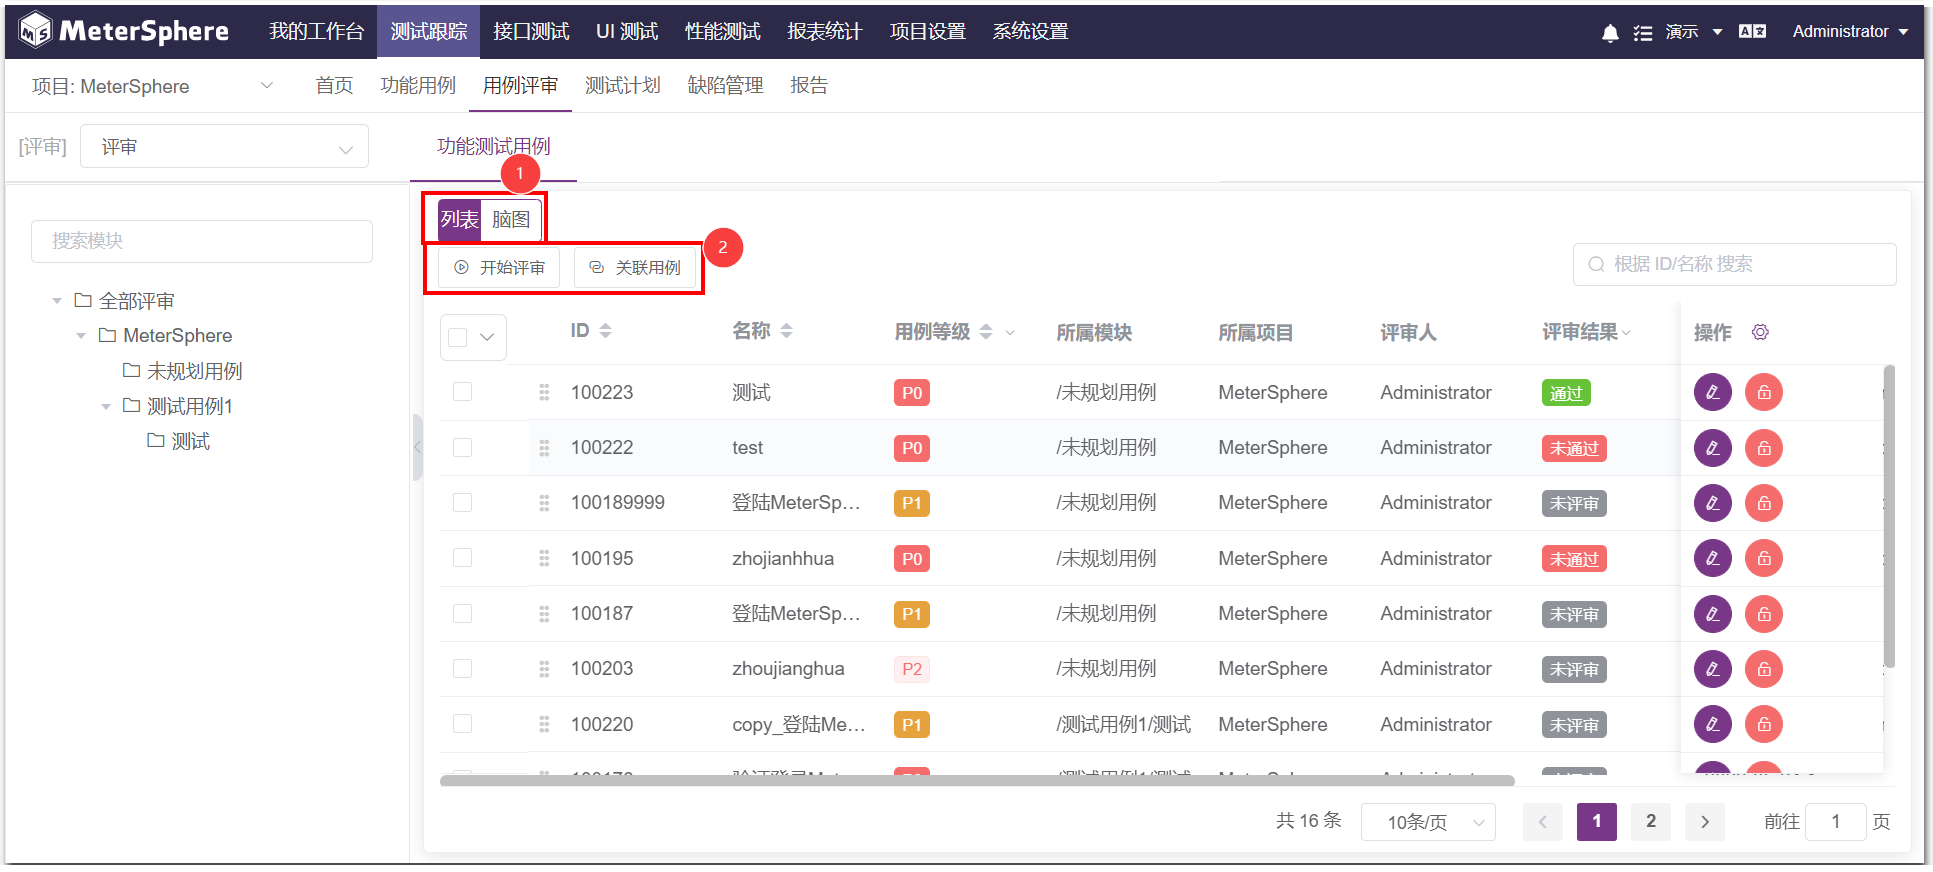 MeterSphere 我的工作台 测试跟踪 接口测试 UI 测试 性能测试 报表统计 项目设置 系统设置 演示 Administrator
项目: MeterSphere 首页 功能用例 用例评审 测试计划 缺陷管理 报告
[评审] 评审 功能测试用例
1
列表 脑图
搜索模块
2
开始评审 关联用例 根据 ID/名称 搜索
全部评审
MeterSphere
未规划用例
测试用例1
测试
ID 名称 用例等级 所属模块 所属项目 评审人 评审结果 操作
100223 测试 P0 /未规划用例 MeterSphere Administrator 通过
100222 test P0 /未规划用例 MeterSphere Administrator 未通过
100189999 登陆MeterSp... P1 /未规划用例 MeterSphere Administrator 未评审
100195 zhojianhhua P0 /未规划用例 MeterSphere Administrator 未通过
100187 登陆MeterSp... P1 /未规划用例 MeterSphere Administrator 未评审
100203 zhoujianghua P2 /未规划用例 MeterSphere Administrator 未评审
100220 copy_登陆Me... P1 /测试用例1/测试 MeterSphere Administrator 未评审
共 16 条 10条/页 1 2 前往 1 页